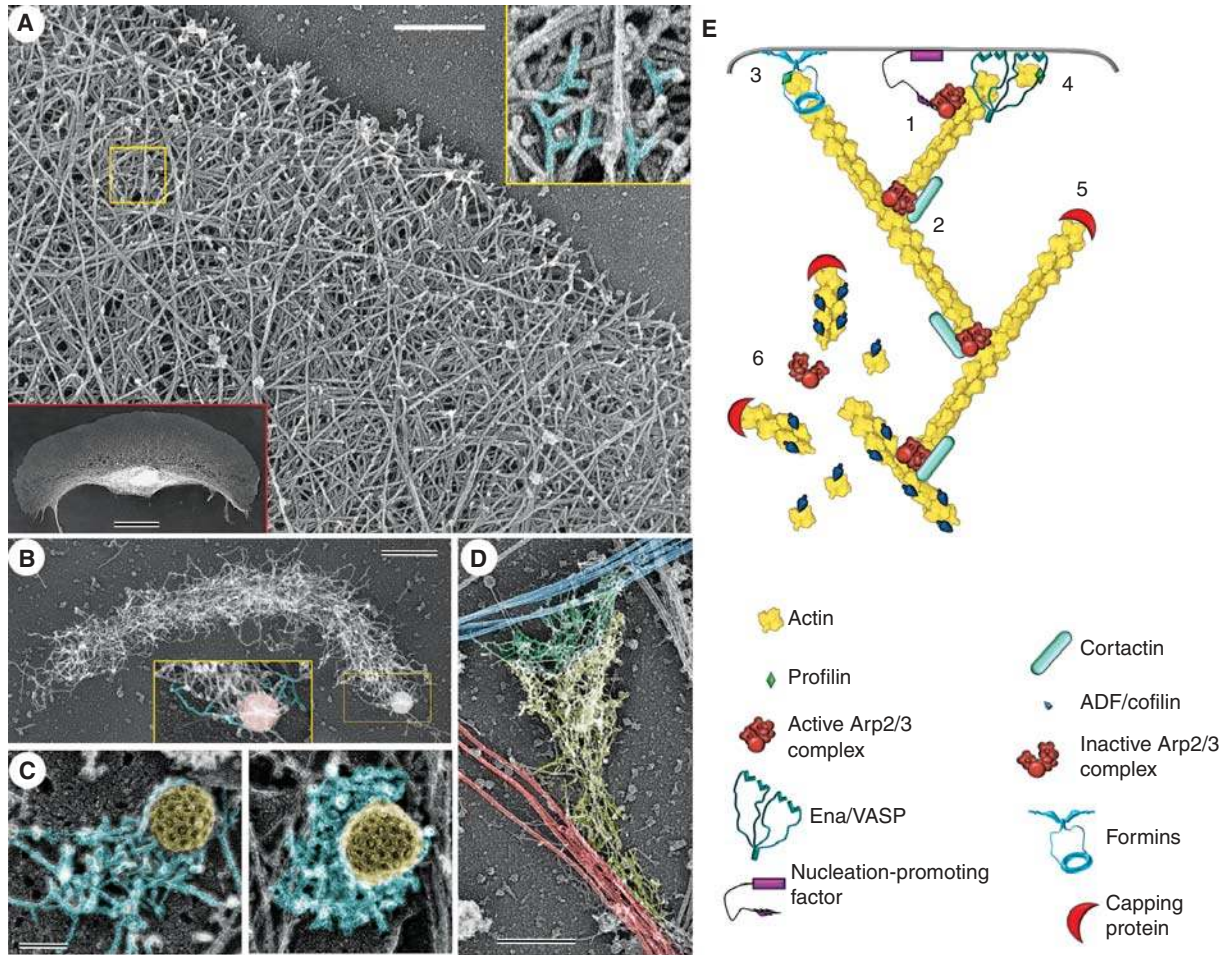 A
B
C
D
E
3
4
1
5
2
6
Actin
Profilin
Active Arp2/3
complex
Ena/VASP
Nucleation-promoting
factor
Cortactin
ADF/cofilin
Inactive Arp2/3
complex
Formins
Capping
protein